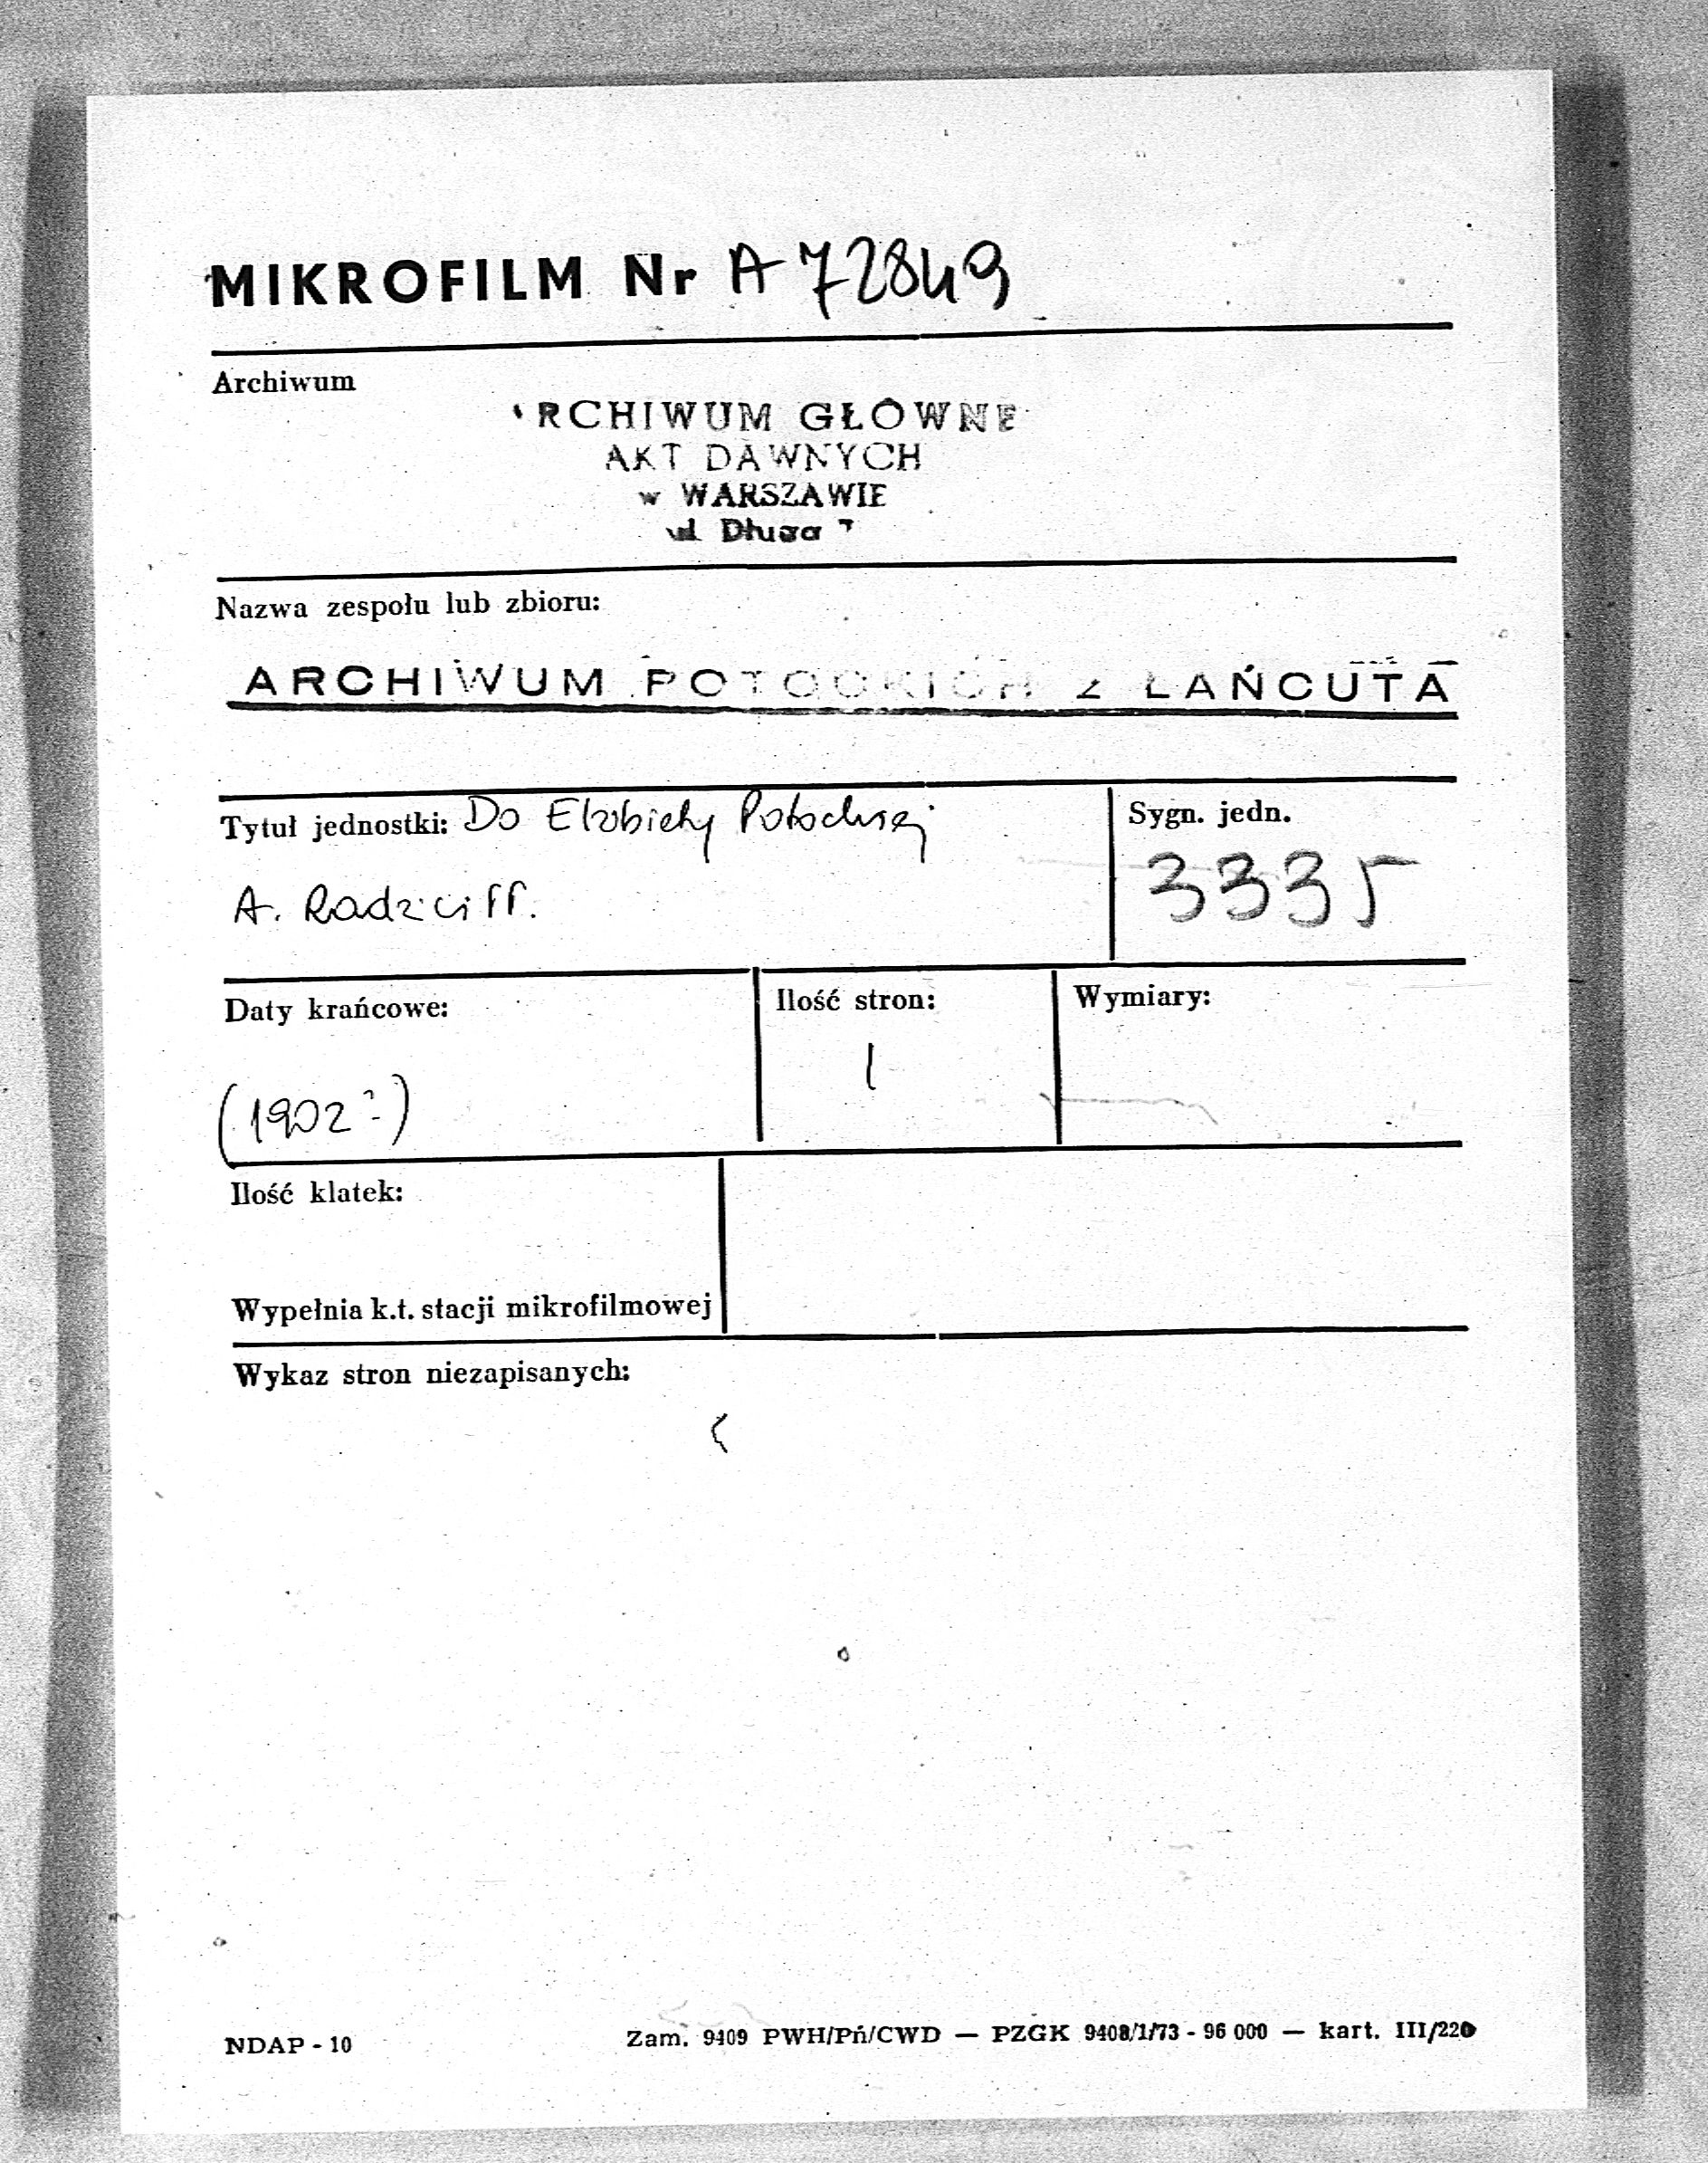 MIKROFILM Nr A 72849
Archiwum
RCHIWUM GŁÓWNE
AKT DAWNYCH
w WARSZAWIE
ul Długa 7
Nazwa zespołu lub zbioru:
ARCHIWUM POTOCKICH Z ŁAŃCUTA
Tytuł jednostki: Do Elżbiety Potockiej
Sygn. jedn.
A.
3335
Daty krańcowe:
Ilość stron:
Wymiary:
1
(1902?)
Ilość klatek:
Wypełnia k.t. stacji mikrofilmowej
Wykaz stron niezapisanych:
NDAP - 10
Zam. 9409 PWH/Pń/CWD — PZGK 9408/1/73 - 96 000 — kart. III/220